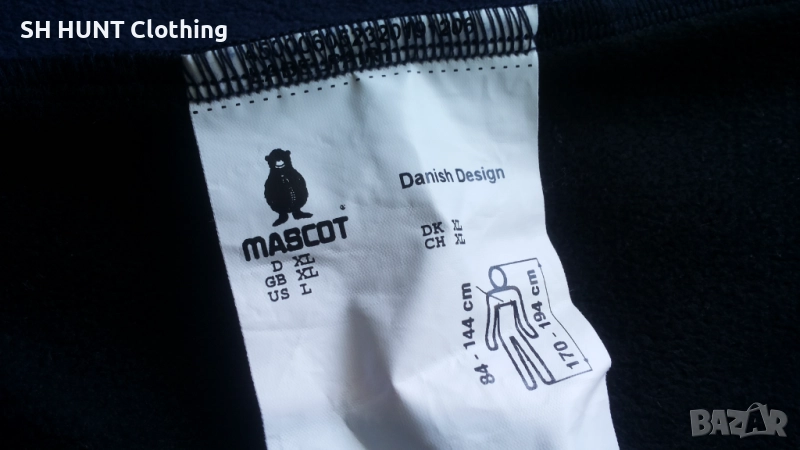 SH HUNT Clothing
MASCOT
®
Danish Design
D XL
GB XL
US L
DK XL
CH XL
84 - 144 cm
170 - 194 cm
BAZAR